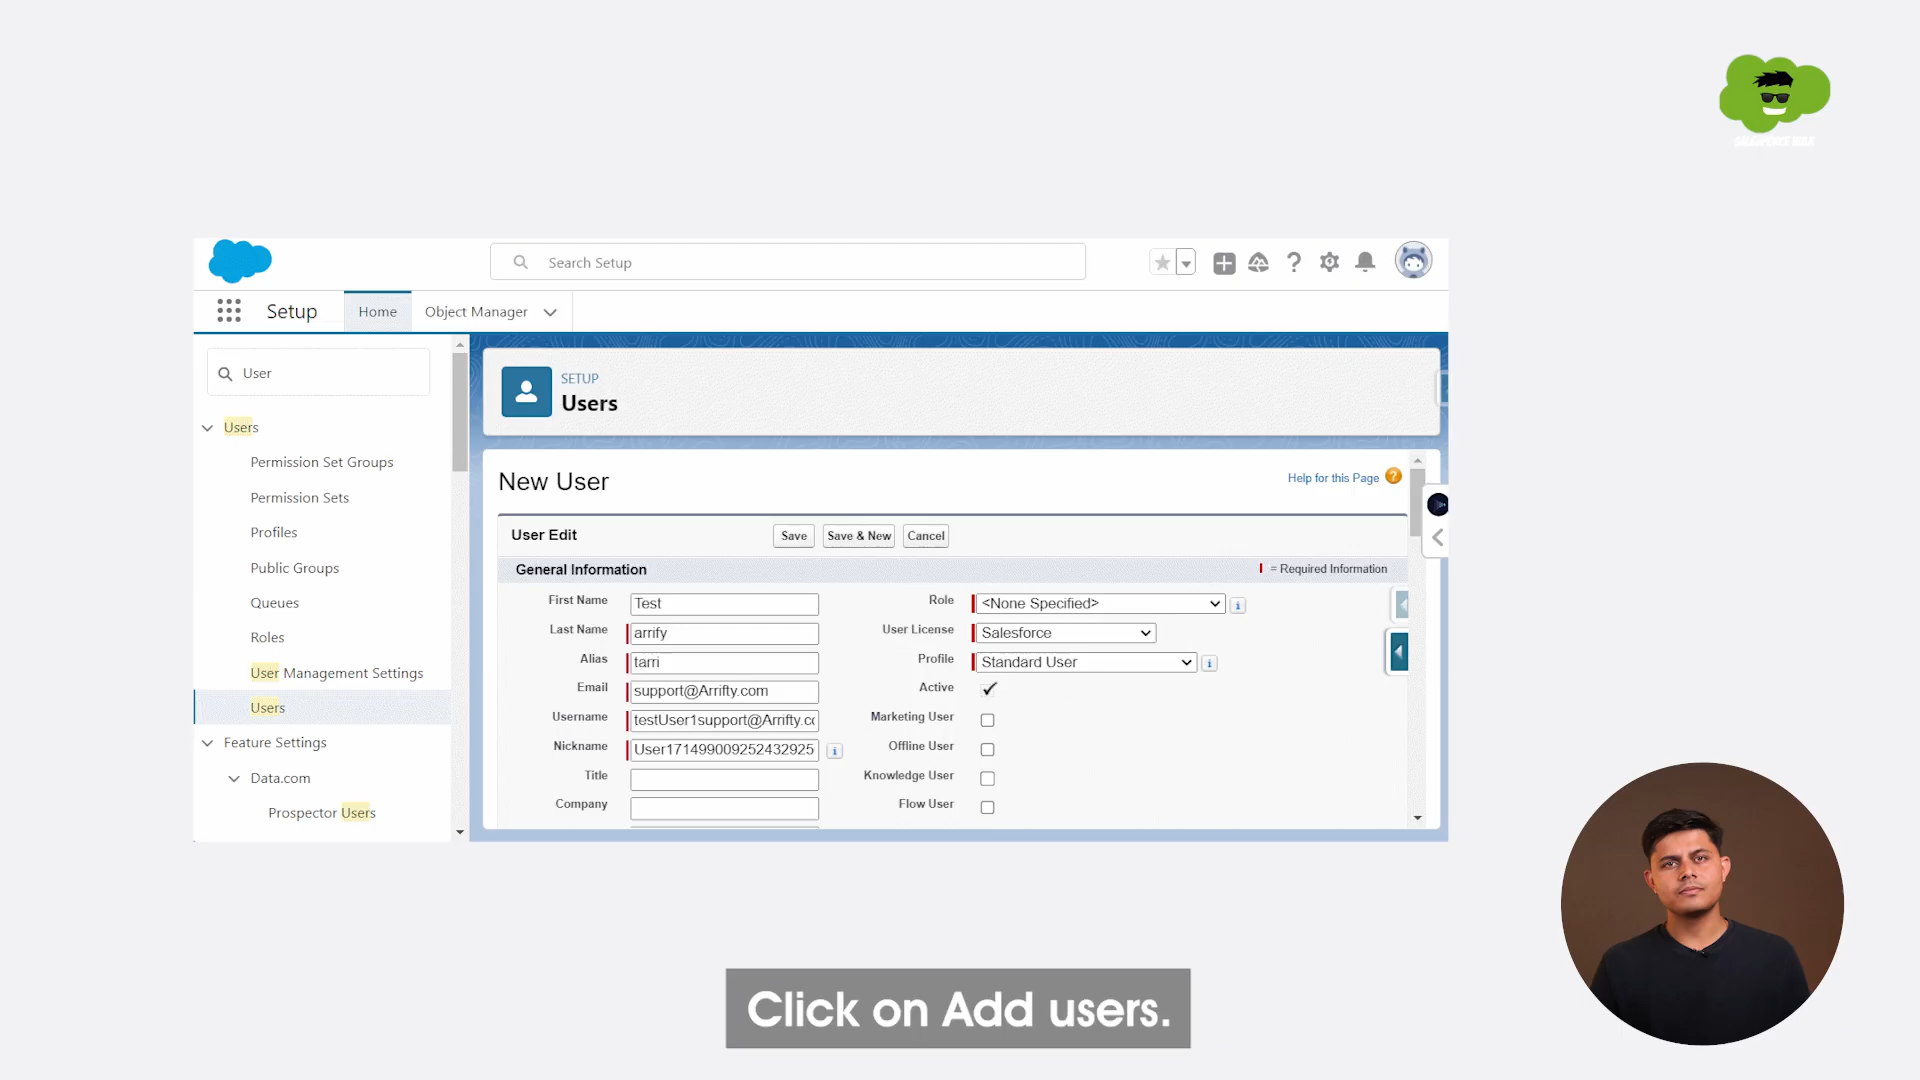 Search Setup
Setup
Home
Object Manager
User
Users
Permission Set Groups
Permission Sets
Profiles
Public Groups
Queues
Roles
User Management Settings
Users
Feature Settings
Data.com
Prospector Users
SETUP
Users
New User
Help for this Page
User Edit
Save
Save & New
Cancel
General Information
= Required Information
First Name
Test
Last Name
arrify
Alias
tarri
Email
support@Arrifty.com
Username
testUser1support@Arrifty.co
Nickname
User171499009252432925
Title
Company
Role
<None Specified>
User License
Salesforce
Profile
Standard User
Active
Marketing User
Offline User
Knowledge User
Flow User
Click on Add users.